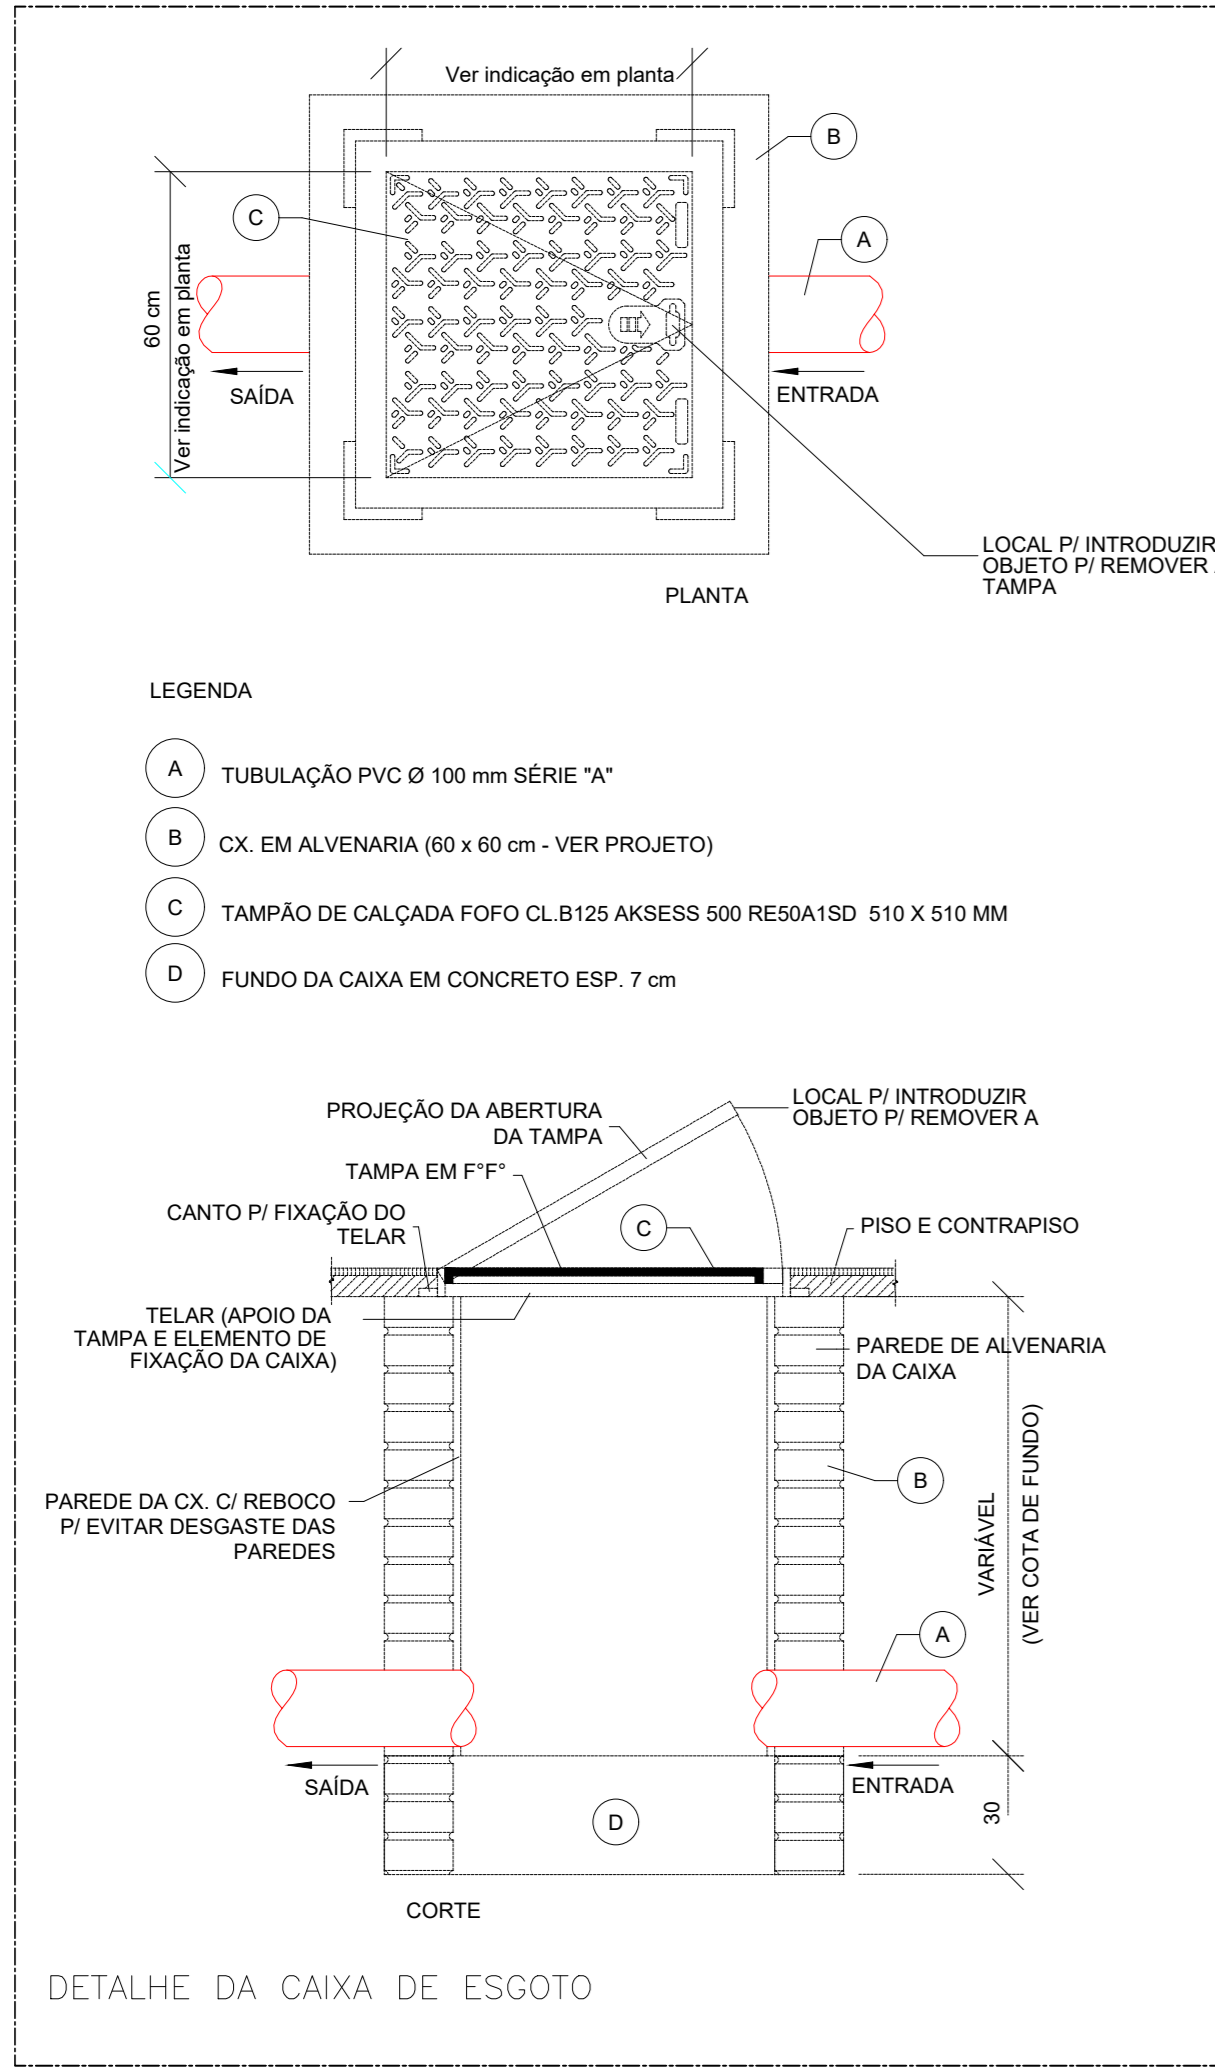 Ver indicação em planta
B
C
A
60 cm
Ver indicação em planta
SAÍDA
ENTRADA
LOCAL P/ INTRODUZIR
OBJETO P/ REMOVER
TAMPA
PLANTA
LEGENDA
A TUBULAÇÃO PVC Ø 100 mm SÉRIE "A"
B CX. EM ALVENARIA (60 x 60 cm - VER PROJETO)
C TAMPÃO DE CALÇADA FOFO CL.B125 AKSESS 500 RE50A1SD 510 X 510 MM
D FUNDO DA CAIXA EM CONCRETO ESP. 7 cm
LOCAL P/ INTRODUZIR
OBJETO P/ REMOVER A
PROJEÇÃO DA ABERTURA
DA TAMPA
TAMPA EM F°F°
CANTO P/ FIXAÇÃO DO
TELAR
C
PISO E CONTRAPISO
TELAR (APOIO DA
TAMPA E ELEMENTO DE
FIXAÇÃO DA CAIXA)
PAREDE DE ALVENARIA
DA CAIXA
B
PAREDE DA CX. C/ REBOCO
P/ EVITAR DESGASTE DAS
PAREDES
VARIÁVEL
(VER COTA DE FUNDO)
A
SAÍDA
ENTRADA
30
D
CORTE
DETALHE DA CAIXA DE ESGOTO